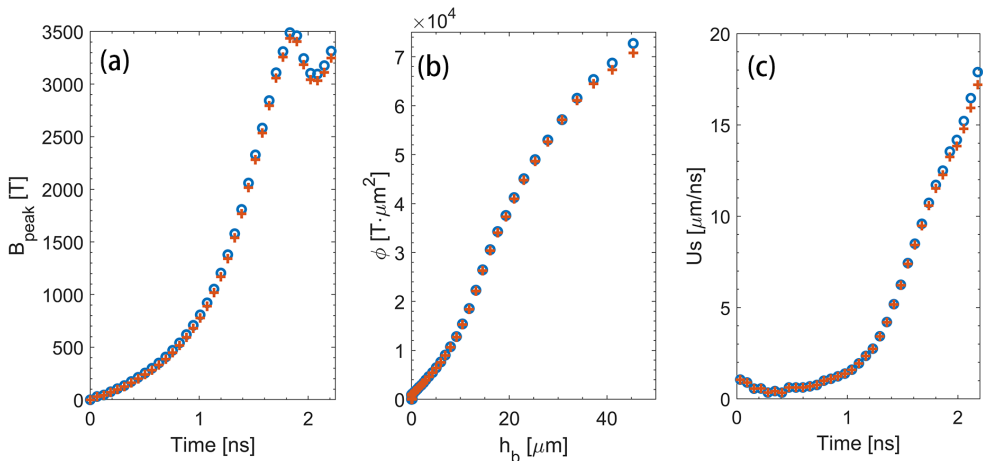 (a)
B_peak [T]
3500
3000
2500
2000
1500
1000
500
0
0 1 2
Time [ns]
(b)
×10⁴
ϕ [T·μm²]
7
6
5
4
3
2
1
0
0 20 40
h_b [μm]
(c)
Us [μm/ns]
20
15
10
5
0
0 1 2
Time [ns]